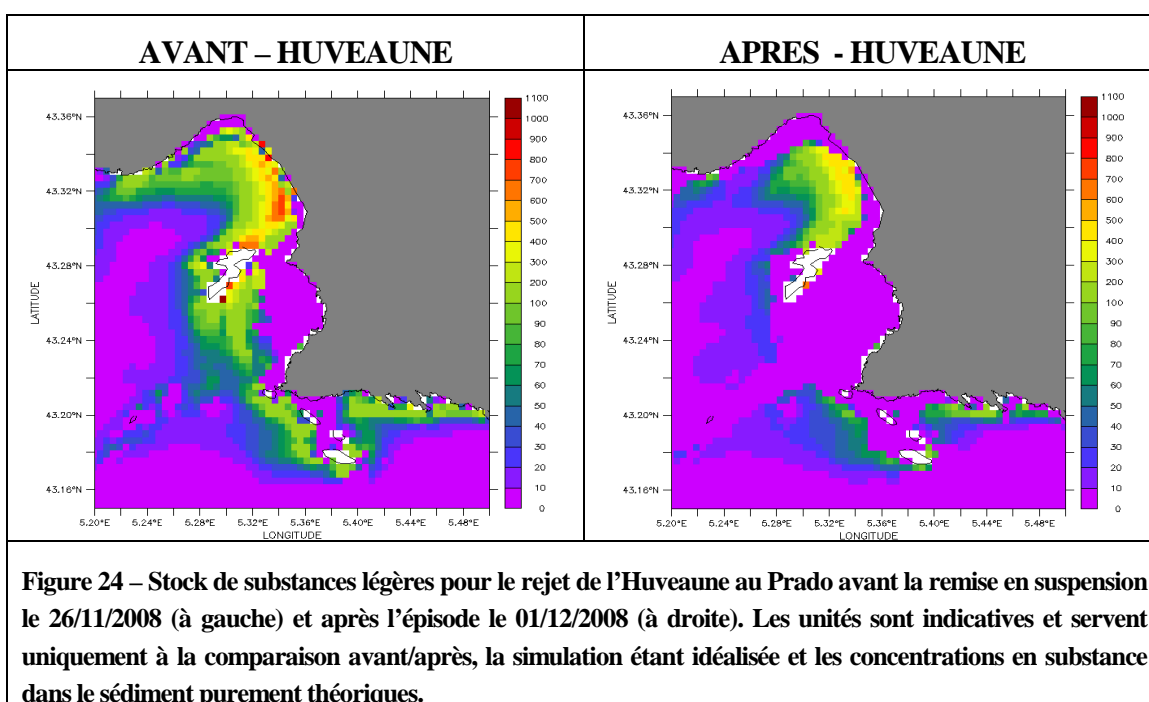 AVANT – HUVEAUNE
APRES - HUVEAUNE
43.36°N
43.32°N
43.28°N
43.24°N
43.20°N
43.16°N
LATITUDE
5.20°E 5.24°E 5.28°E 5.32°E 5.36°E 5.40°E 5.44°E 5.48°E
LONGITUDE
1100
1000
900
800
700
600
500
400
300
200
100
90
80
70
60
50
40
30
20
10
0
43.36°N
43.32°N
43.28°N
43.24°N
43.20°N
43.16°N
LATITUDE
5.20°E 5.24°E 5.28°E 5.32°E 5.36°E 5.40°E 5.44°E 5.48°E
LONGITUDE
1100
1000
900
800
700
600
500
400
300
200
100
90
80
70
60
50
40
30
20
10
0
Figure 24 – Stock de substances légères pour le rejet de l'Huveaune au Prado avant la remise en suspension
le 26/11/2008 (à gauche) et après l'épisode le 01/12/2008 (à droite). Les unités sont indicatives et servent
uniquement à la comparaison avant/après, la simulation étant idéalisée et les concentrations en substance
dans le sédiment purement théoriques.